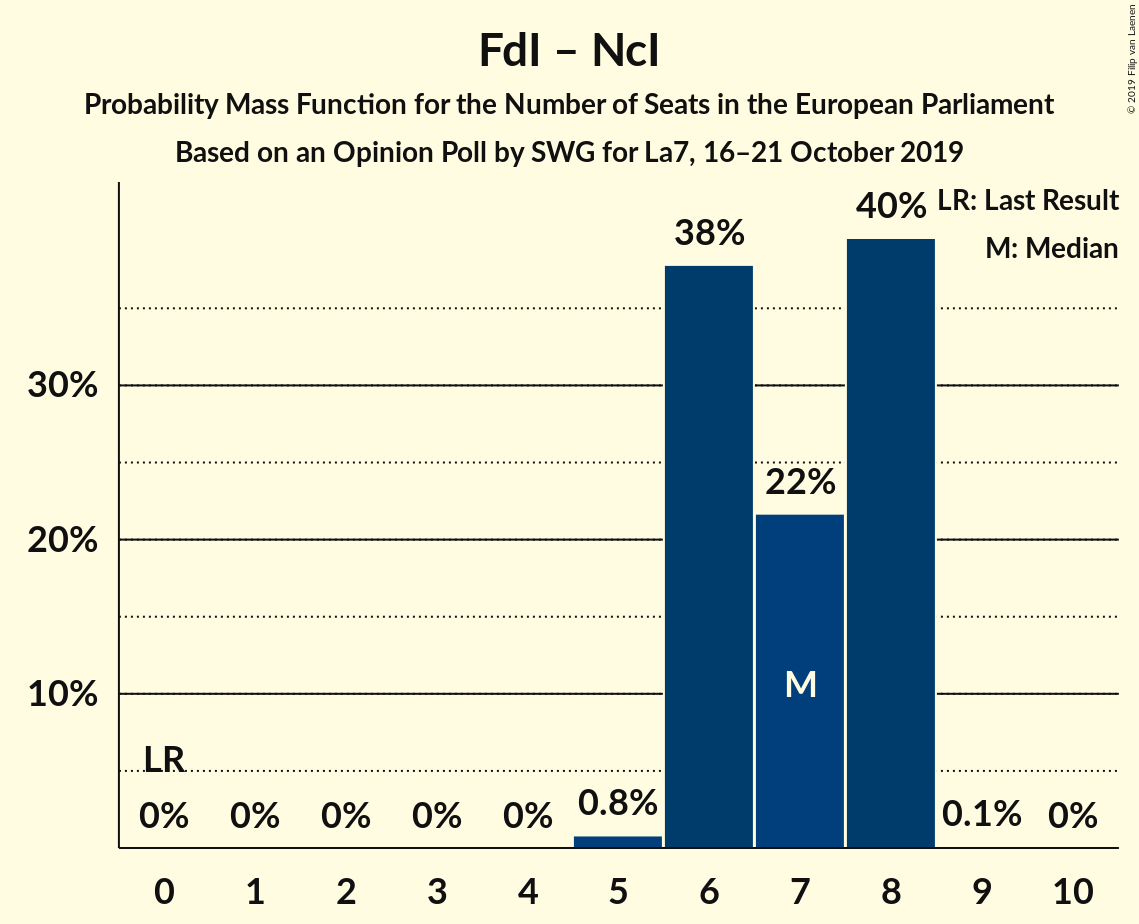 FdI – NcI
Probability Mass Function for the Number of Seats in the European Parliament
Based on an Opinion Poll by SWG for La7, 16–21 October 2019
© 2019 Filip van Laenen
LR: Last Result
M: Median
30%
20%
10%
LR
0%
0%
0%
0%
0%
0.8%
38%
22%
M
40%
0.1%
0%
0 1 2 3 4 5 6 7 8 9 10